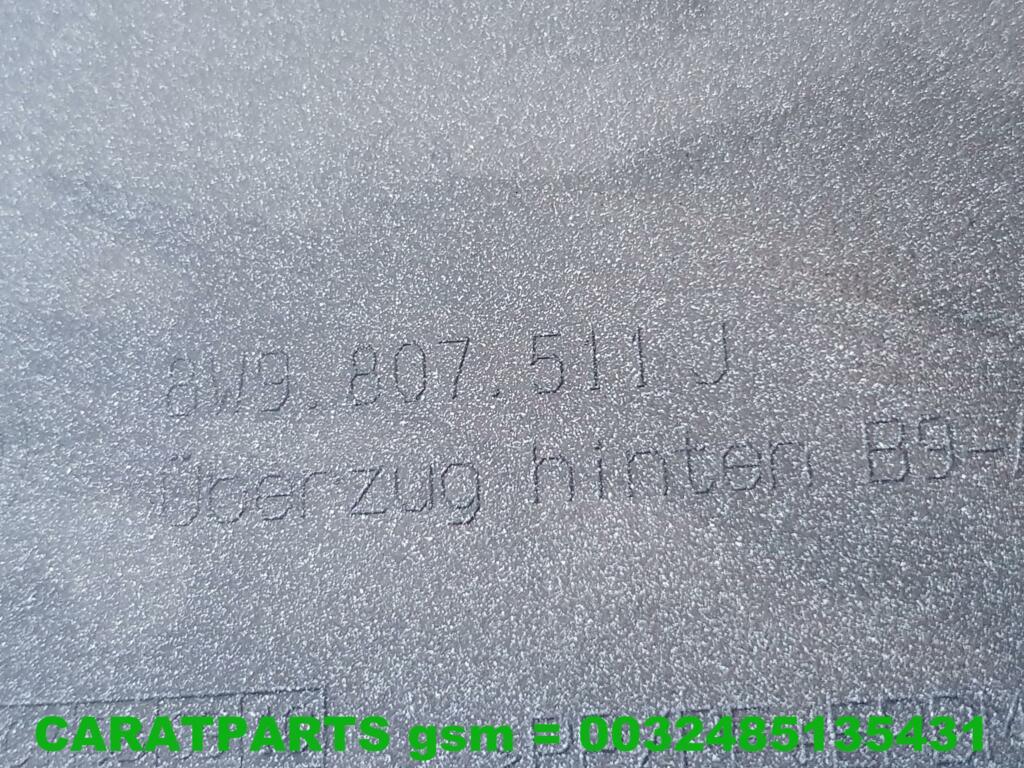 8W9.807.511 J
Überzug hinten B9-
CARATPARTS gsm = 0032485135431